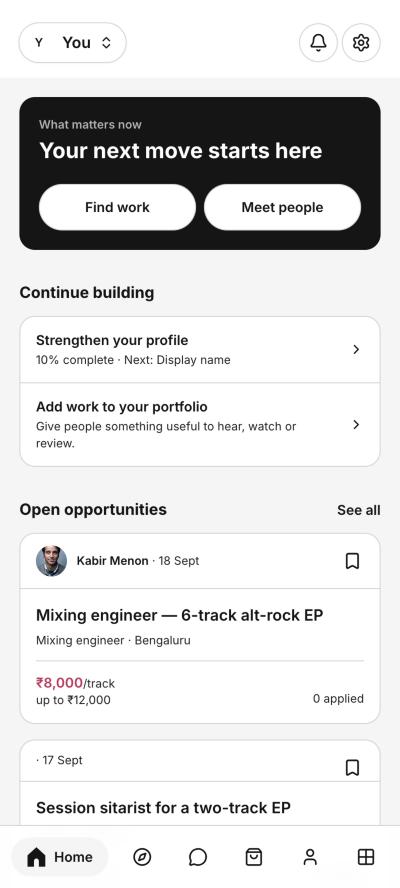 Y You
What matters now
Your next move starts here
Find work Meet people
Continue building
Strengthen your profile
10% complete · Next: Display name
Add work to your portfolio
Give people something useful to hear, watch or
review.
Open opportunities See all
Kabir Menon · 18 Sept
Mixing engineer — 6-track alt-rock EP
Mixing engineer · Bengaluru
₹8,000/track
up to ₹12,000 0 applied
· 17 Sept
Session sitarist for a two-track EP
Home